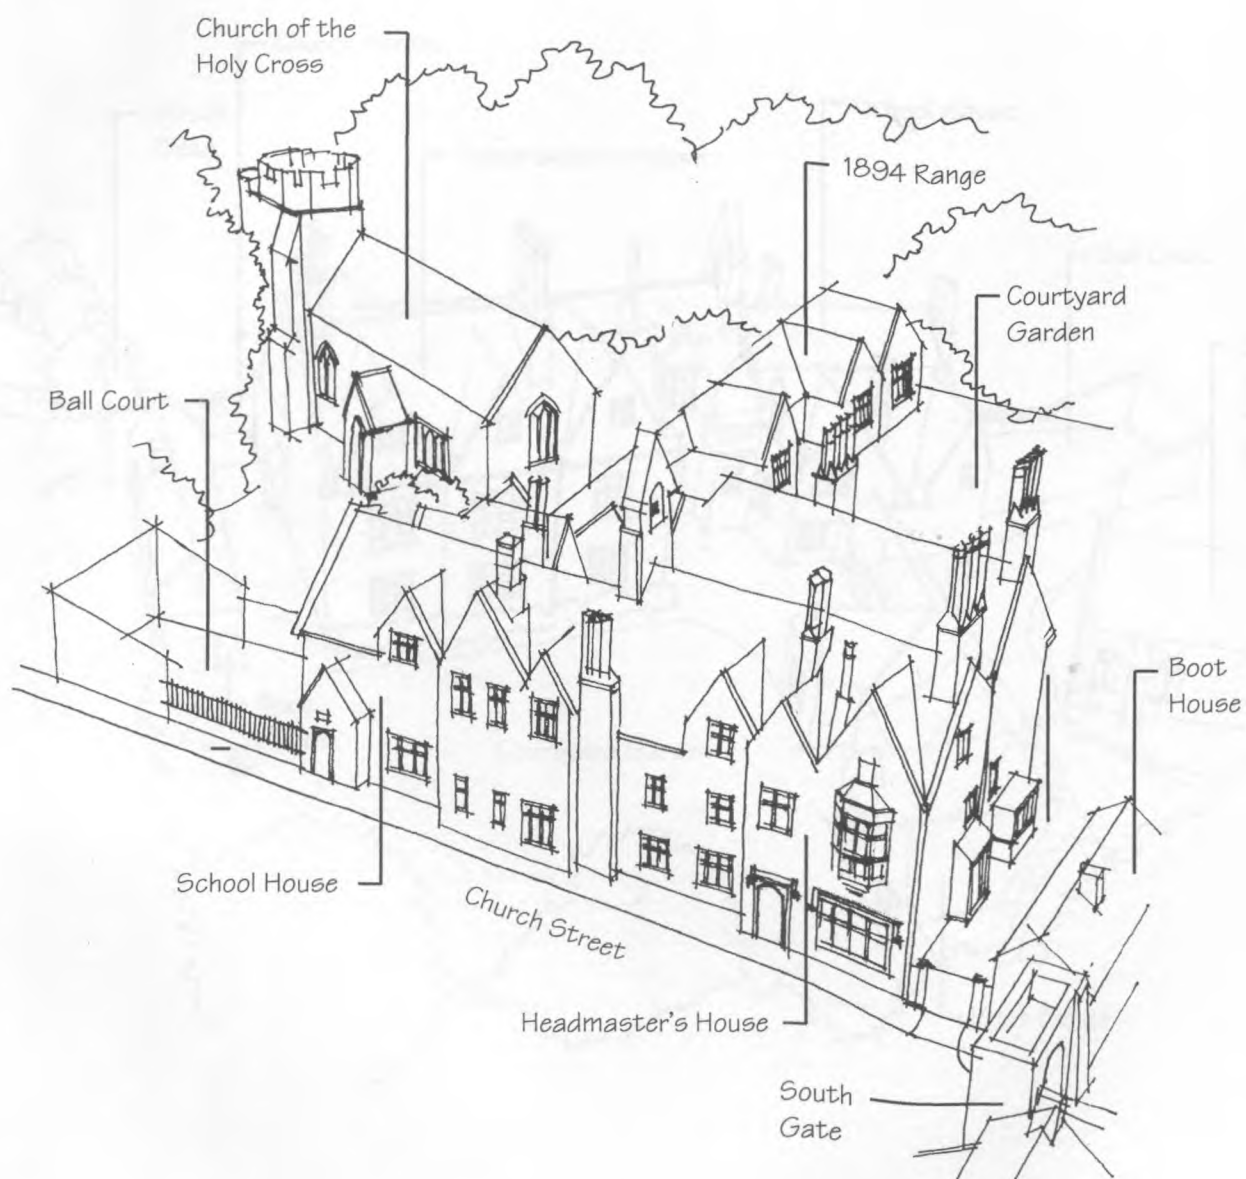 Church of the
Holy Cross
1894 Range
Courtyard
Garden
Ball Court
Boot
House
School House
Church Street
Headmaster's House
South
Gate